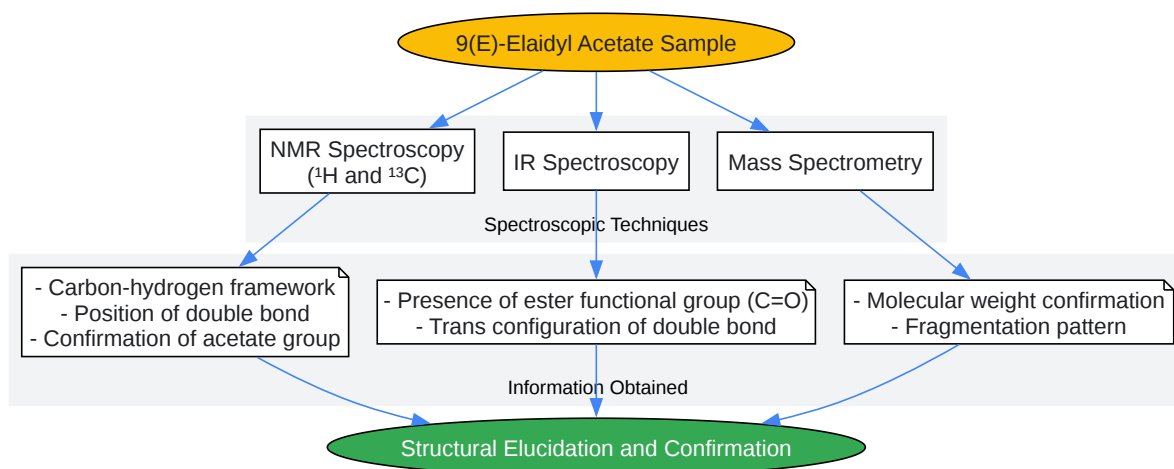 9(E)-Elaidyl Acetate Sample
NMR Spectroscopy
(¹H and ¹³C)
IR Spectroscopy
Mass Spectrometry
Spectroscopic Techniques
- Carbon-hydrogen framework
- Position of double bond
- Confirmation of acetate group
- Presence of ester functional group (C=O)
- Trans configuration of double bond
- Molecular weight confirmation
- Fragmentation pattern
Information Obtained
Structural Elucidation and Confirmation